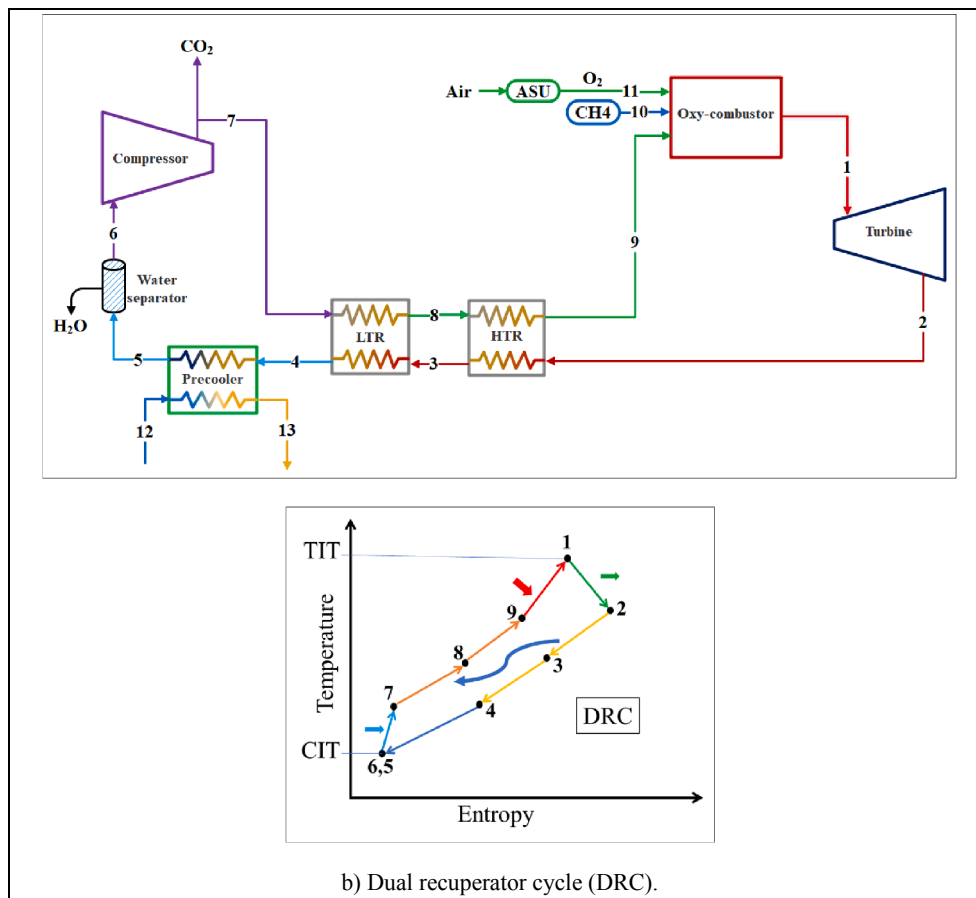 CO₂
Air
ASU
O₂
11
CH4
10
Oxy-combustor
7
Compressor
1
6
9
Turbine
Water
separator
H₂O
8
2
LTR
HTR
5
4
3
Precooler
12
13
TIT
1
2
9
8
3
7
4
Temperature
DRC
CIT
6,5
Entropy
b) Dual recuperator cycle (DRC).